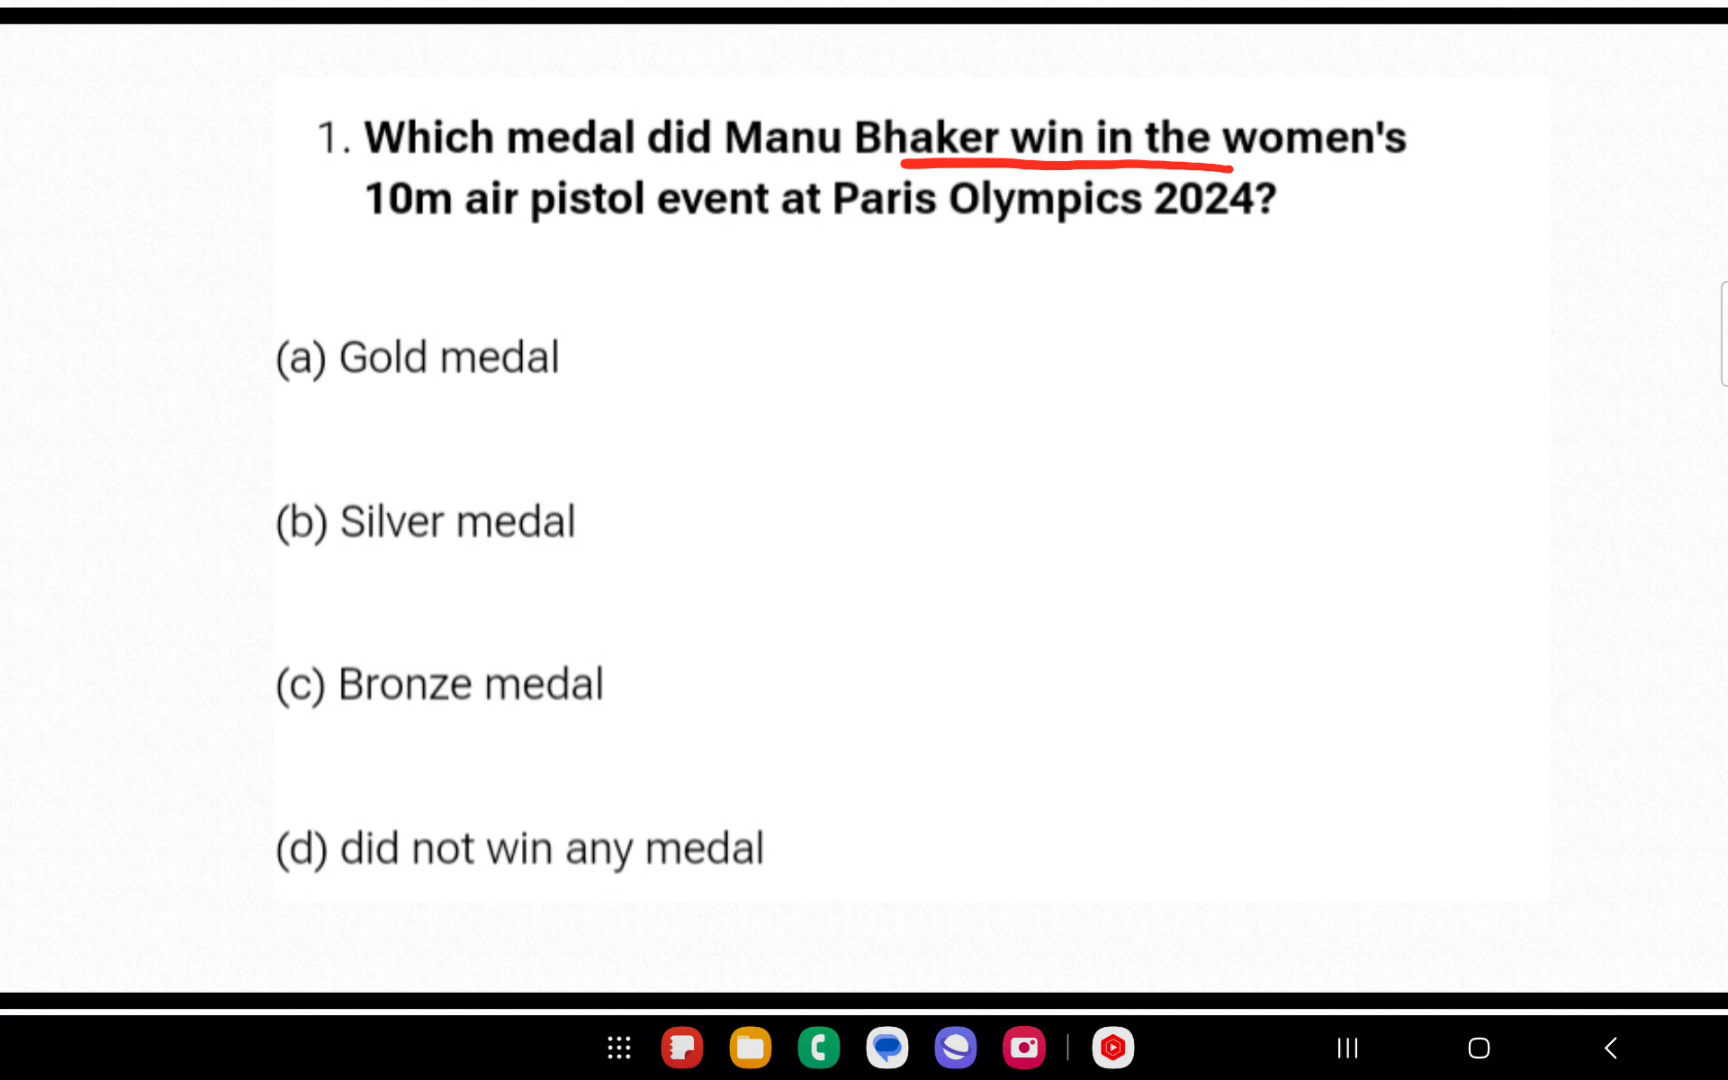 1. Which medal did Manu Bhaker win in the women's
10m air pistol event at Paris Olympics 2024?
(a) Gold medal
(b) Silver medal
(c) Bronze medal
(d) did not win any medal